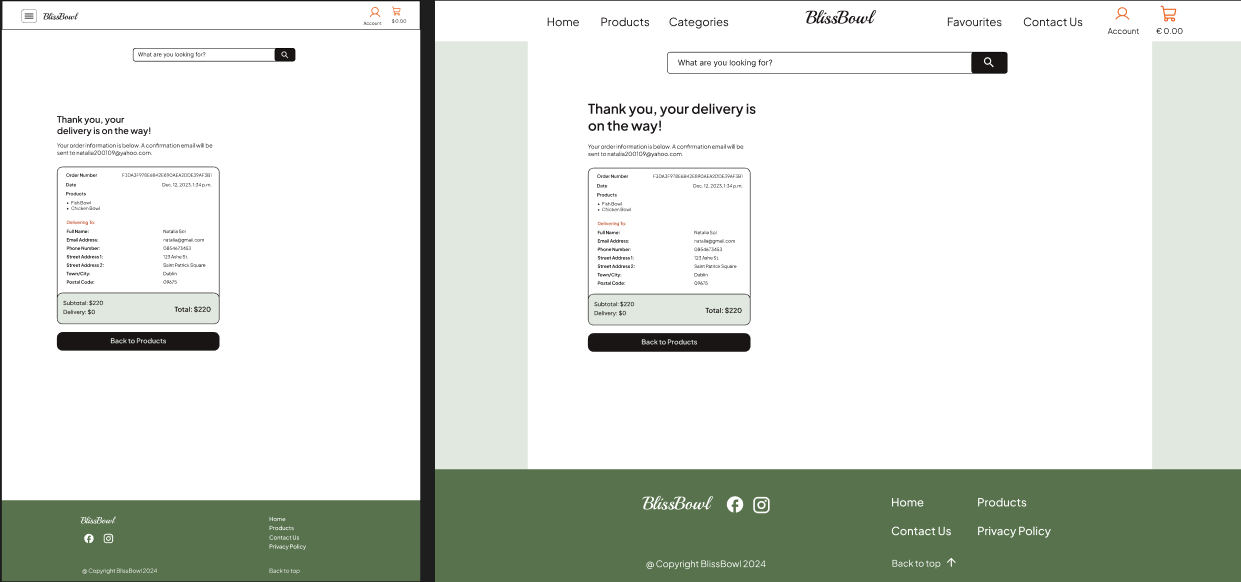 BlissBowl
Account
$0.00
What are you looking for?
Thank you, your
delivery is on the way!
Your order information is below. A confirmation email will be
sent to natalie200109@yahoo.com.
Order Number
Date Dec, 12, 2023, 1:34 p.m.
Products
• Fish Bowl
• Chicken Bowl
Delivering To:
Full Name: Natalia Sol
Email Address: natalia@gmail.com
Phone Number: 0854673453
Street Address 1: 123 Ashe St.
Street Address 2: Saint Patrick Square
Town/City: Dublin
Postal Code: 09675
Subtotal: $220
Delivery: $0
Total: $220
Back to Products
BlissBowl
Home
Products
Contact Us
Privacy Policy
@ Copyright BlissBowl 2024
Back to top
Home Products Categories BlissBowl Favourites Contact Us
Account
€ 0.00
What are you looking for?
Thank you, your delivery is
on the way!
Your order information is below. A confirmation email will be
sent to natalie200109@yahoo.com.
Order Number
Date Dec, 12, 2023, 1:34 p.m.
Products
• Fish Bowl
• Chicken Bowl
Delivering To:
Full Name: Natalia Sol
Email Address: natalia@gmail.com
Phone Number: 0854673453
Street Address 1: 123 Ashe St.
Street Address 2: Saint Patrick Square
Town/City: Dublin
Postal Code: 09675
Subtotal: $220
Delivery: $0
Total: $220
Back to Products
BlissBowl
Home Products
Contact Us Privacy Policy
@ Copyright BlissBowl 2024
Back to top